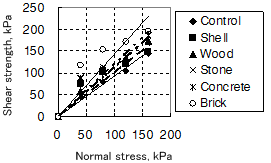 Shear strength, kPa
250
200
150
100
50
0
0 50 100 150 200
Normal stress, kPa
Control
Shell
Wood
Stone
Concrete
Brick